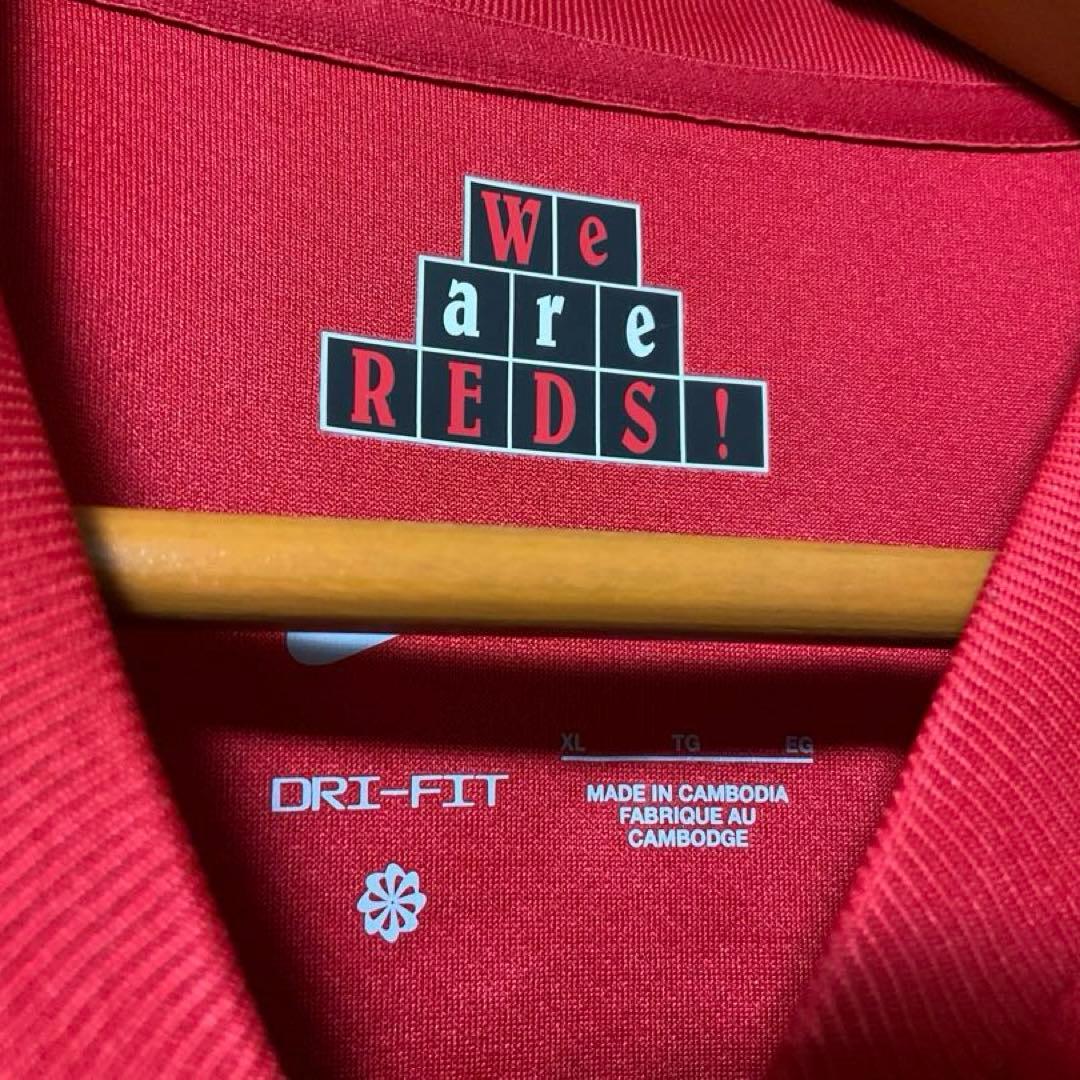 We
are
REDS!
XL TG EG
DRI-FIT
MADE IN CAMBODIA
FABRIQUE AU
CAMBODGE